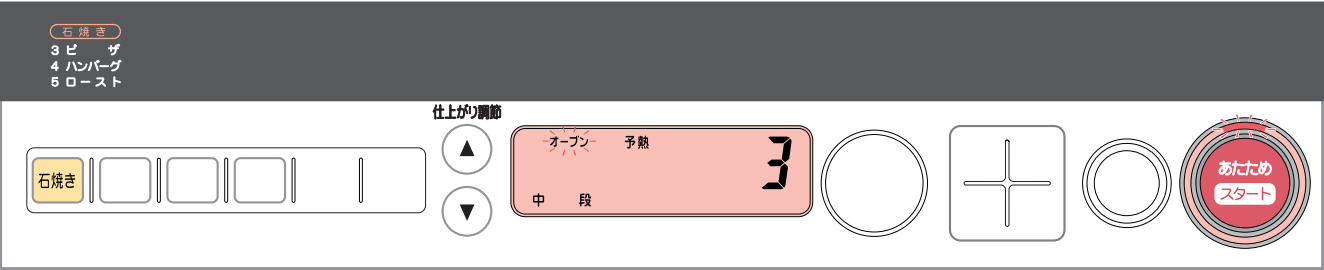 石焼き
3 ピザ
4 ハンバーグ
5 ロースト
仕上がり調節
▲
▼
石焼き
オーブン 予熱 3
中段
あたため
スタート